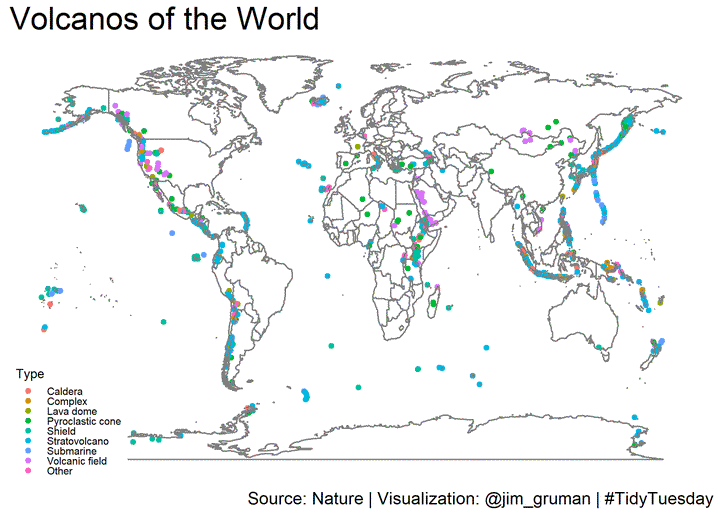 Volcanos of the World
Type
Caldera
Complex
Lava dome
Pyroclastic cone
Shield
Stratovolcano
Submarine
Volcanic field
Other
Source: Nature | Visualization: @jim_gruman | #TidyTuesday